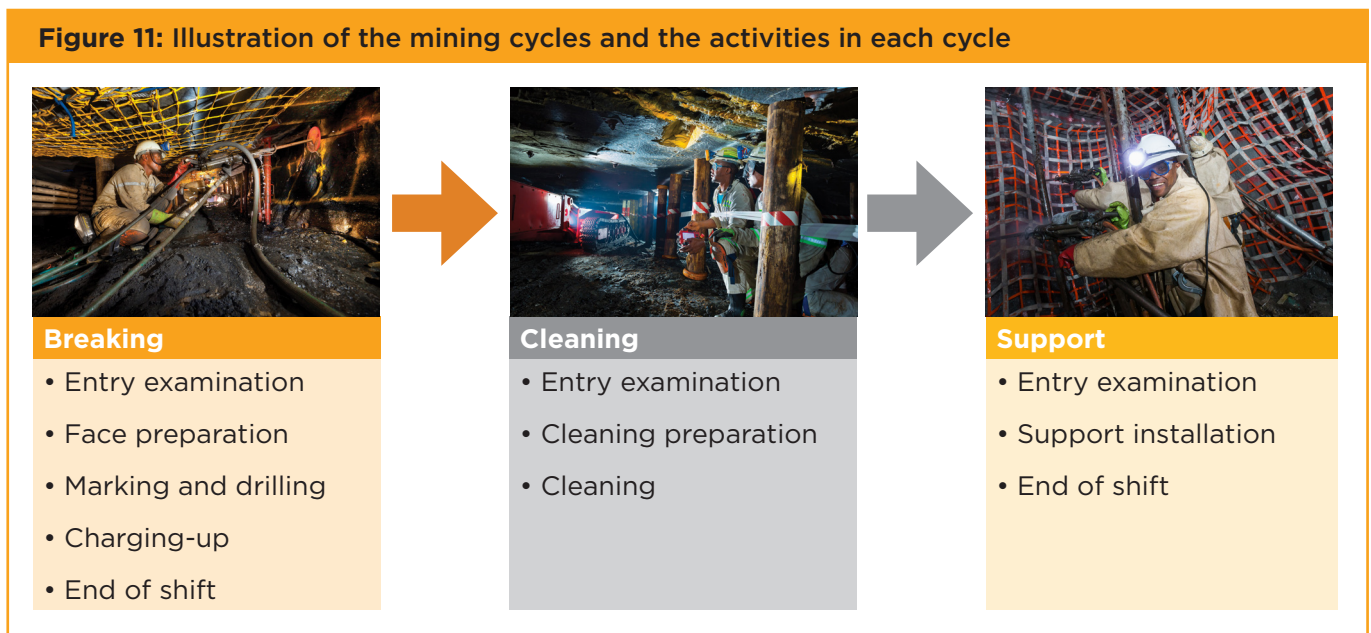 Figure 11: Illustration of the mining cycles and the activities in each cycle
Breaking
• Entry examination
• Face preparation
• Marking and drilling
• Charging-up
• End of shift
Cleaning
• Entry examination
• Cleaning preparation
• Cleaning
Support
• Entry examination
• Support installation
• End of shift